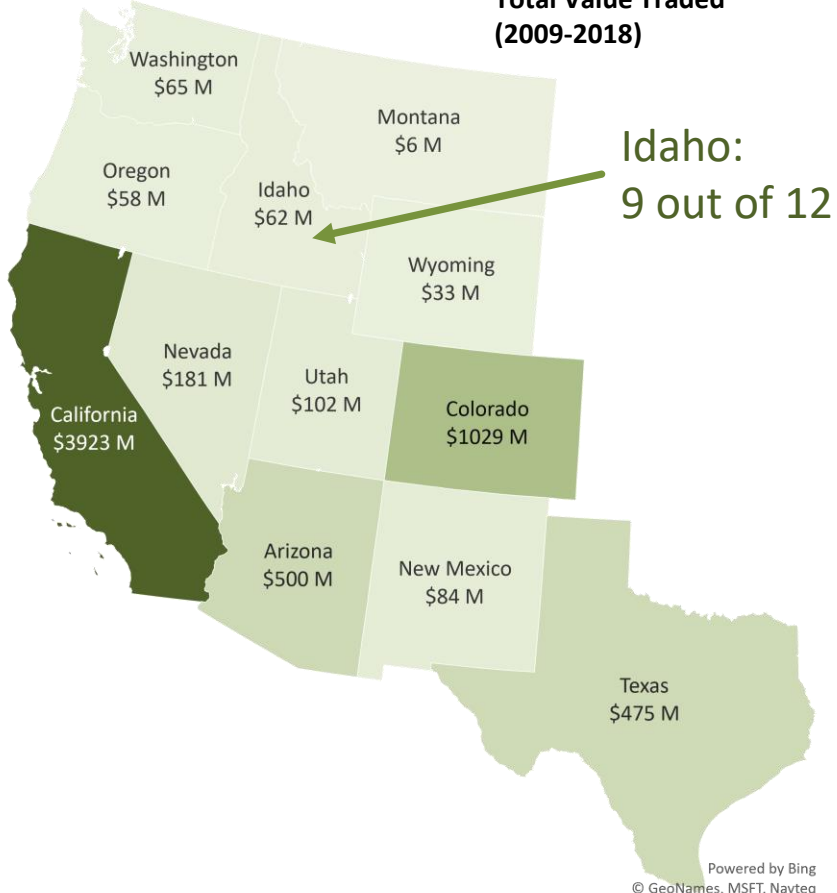 Total Value Traded
(2009-2018)
Washington
$65 M
Montana
$6 M
Idaho:
9 out of 12
Oregon
$58 M
Idaho
$62 M
Wyoming
$33 M
Nevada
$181 M
Utah
$102 M
California
$3923 M
Colorado
$1029 M
Arizona
$500 M
New Mexico
$84 M
Texas
$475 M
Powered by Bing
© GeoNames, MSFT, Navteq